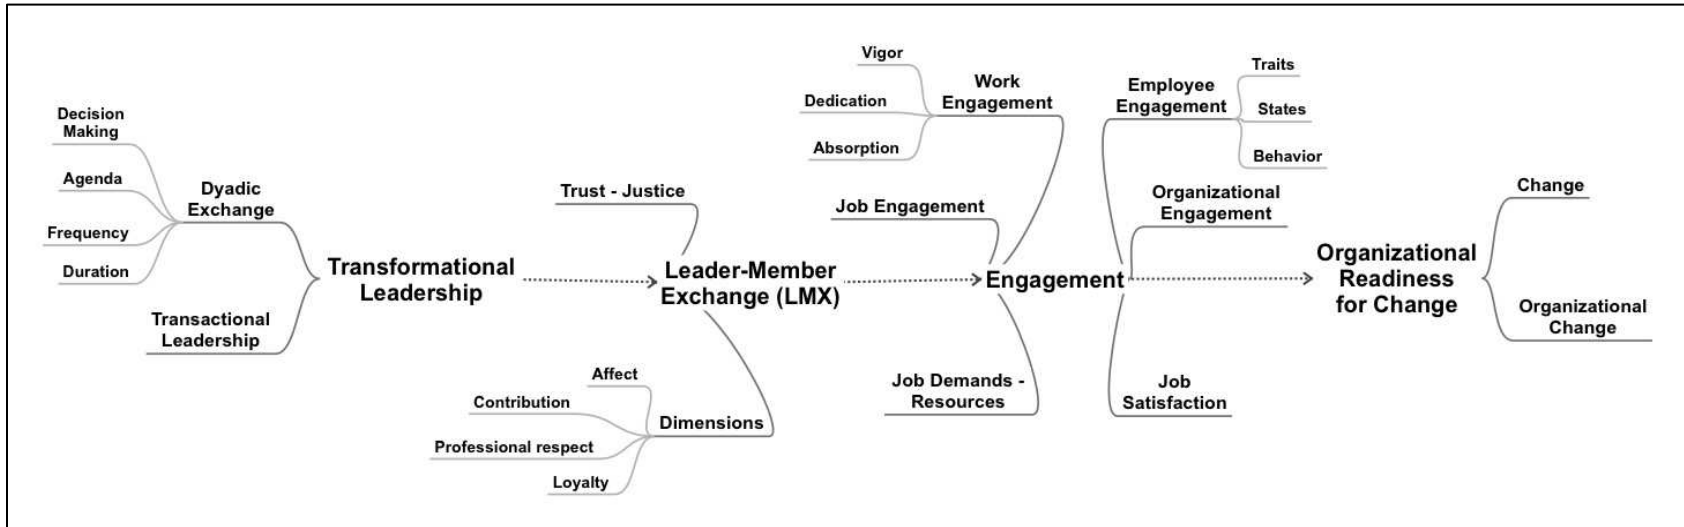 Decision
Making
Agenda
Frequency
Duration
Dyadic
Exchange
Transactional
Leadership
Transformational
Leadership
Trust - Justice
Leader-Member
Exchange (LMX)
Affect
Contribution
Professional respect
Loyalty
Dimensions
Vigor
Dedication
Absorption
Work
Engagement
Job Engagement
Engagement
Job Demands -
Resources
Employee
Engagement
Traits
States
Behavior
Organizational
Engagement
Job
Satisfaction
Organizational
Readiness
for Change
Change
Organizational
Change